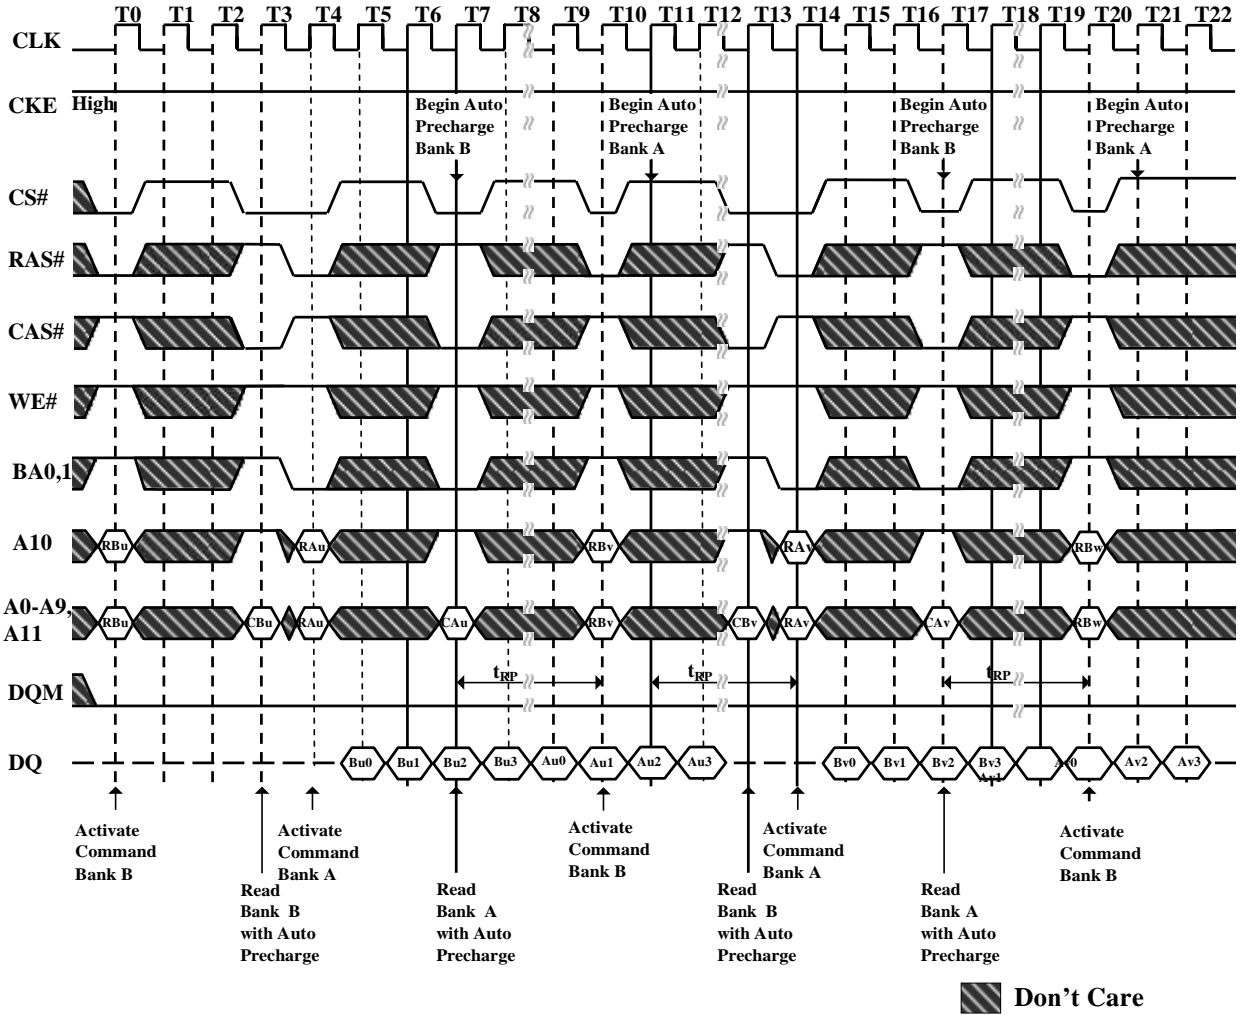 T0 T1 T2 T3 T4 T5 T6 T7 T8 T9 T10 T11 T12 T13 T14 T15 T16 T17 T18 T19 T20 T21 T22
CLK
CKE High
Begin Auto
Precharge
Bank B
Begin Auto
Precharge
Bank A
Begin Auto
Precharge
Bank B
Begin Auto
Precharge
Bank A
CS#
RAS#
CAS#
WE#
BA0,1
A10 RBu RAu RBv RAv RBw
A0-A9,
A11
RBu CBu RAu CAu RBv CBv RAv CAv RBw
DQM tRP tRP tRP
DQ Bu0 Bu1 Bu2 Bu3 Au0 Au1 Au2 Au3 Bv0 Bv1 Bv2 Bv3 Av0 Av2 Av3
Av1
Activate
Command
Bank B
Activate
Command
Bank A
Activate
Command
Bank B
Activate
Command
Bank A
Activate
Command
Bank B
Read
Bank B
with Auto
Precharge
Read
Bank A
with Auto
Precharge
Read
Bank B
with Auto
Precharge
Read
Bank A
with Auto
Precharge
Don't Care